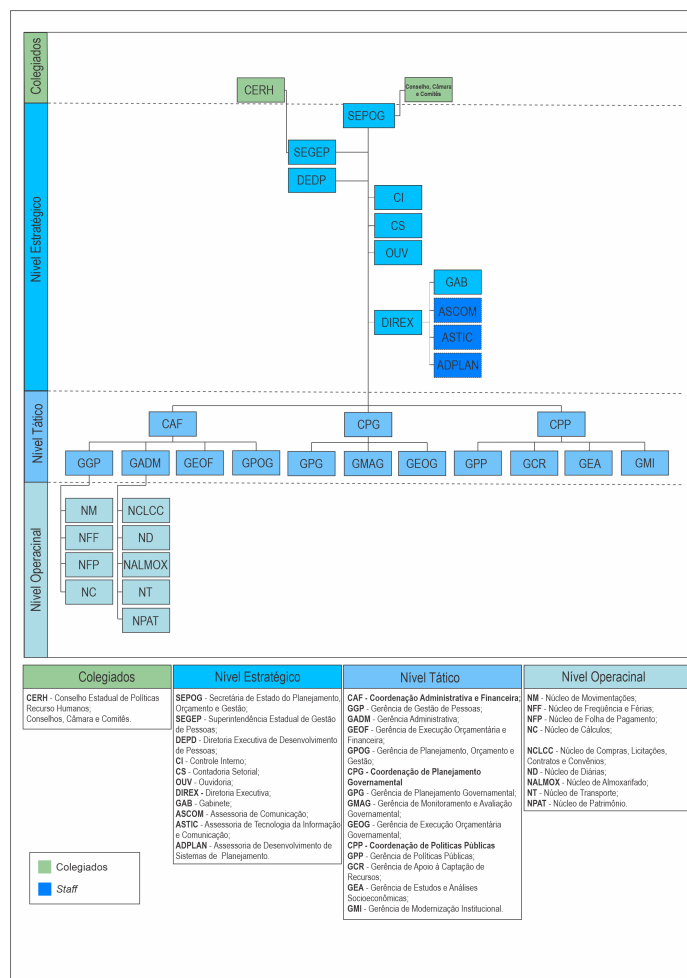 Colegiados
CERH
Conselho, Câmara
e Comitês
Nível Estratégico
SEPOG
SEGEP
DEDP
CI
CS
OUV
GAB
DIREX
ASCOM
ASTIC
ADPLAN
Nível Tático
CAF
CPG
CPP
GGP
GADM
GEOF
GPOG
GPG
GMAG
GEOG
GPP
GCR
GEA
GMI
Nível Operacinal
NM
NCLCC
NFF
ND
NFP
NALMOX
NC
NT
NPAT
Colegiados
CERH - Conselho Estadual de Políticas
Recurso Humanos;
Conselhos, Câmara e Comitês.
Nível Estratégico
SEPOG - Secretária de Estado do Planejamento,
Orçamento e Gestão;
SEGEP - Superintendência Estadual de Gestão
de Pessoas;
DEPD - Diretoria Executiva de Desenvolvimento
de Pessoas;
CI - Controle Interno;
CS - Contadoria Setorial;
OUV - Ouvidoria;
DIREX - Diretoria Executiva;
GAB - Gabinete;
ASCOM - Assessoria de Comunicação;
ASTIC - Assessoria de Tecnologia da Informação
e Comunicação;
ADPLAN - Assessoria de Desenvolvimento de
Sistemas de Planejamento.
Nível Tático
CAF - Coordenação Administrativa e Financeira;
GGP - Gerência de Gestão de Pessoas;
GADM - Gerência Administrativa;
GEOF - Gerência de Execução Orçamentária e
Financeira;
GPOG - Gerência de Planejamento, Orçamento e
Gestão;
CPG - Coordenação de Planejamento
Governamental
GPG - Gerência de Planejamento Governamental;
GMAG - Gerência de Monitoramento e Avaliação
Governamental;
GEOG - Gerência de Execução Orçamentária
Governamental;
CPP - Coordenação de Politicas Públicas
GPP - Gerência de Políticas Públicas;
GCR - Gerência de Apoio à Captação de
Recursos;
GEA - Gerência de Estudos e Análises
Socioeconômicas;
GMI - Gerência de Modernização Institucional.
Nível Operacinal
NM - Núcleo de Movimentações;
NFF - Núcleo de Freqüência e Férias;
NFP - Núcleo de Folha de Pagamento;
NC - Núcleo de Cálculos;
NCLCC - Núcleo de Compras, Licitações,
Contratos e Convênios;
ND - Núcleo de Diárias;
NALMOX - Núcleo de Almoxarifado;
NT - Núcleo de Transporte;
NPAT - Núcleo de Patrimônio.
Colegiados
Staff